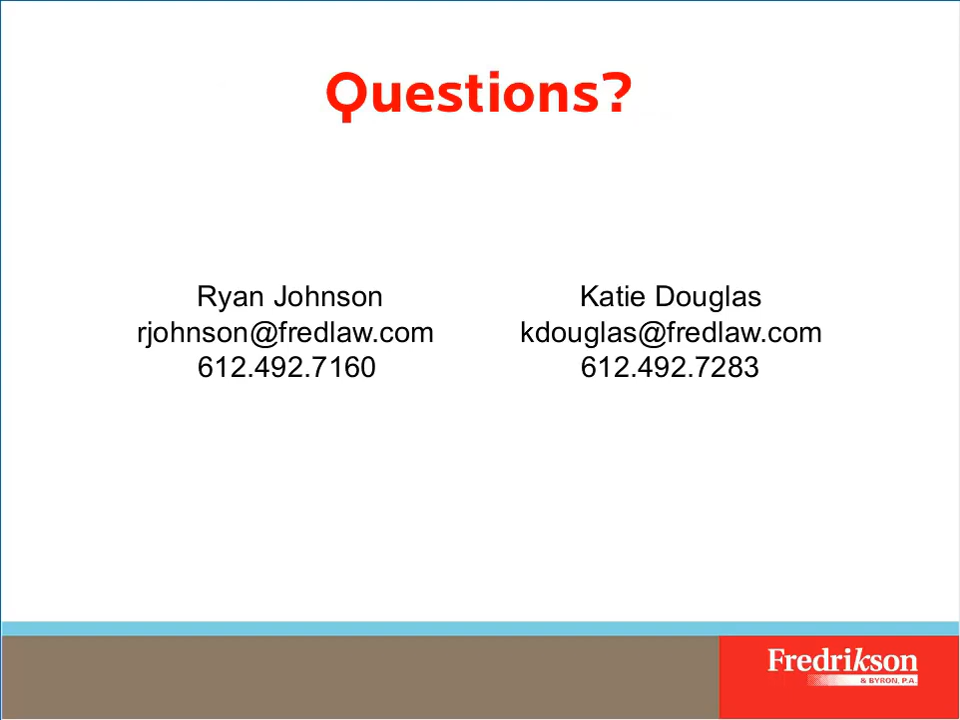 Questions?
Ryan Johnson
rjohnson@fredlaw.com
612.492.7160
Katie Douglas
kdouglas@fredlaw.com
612.492.7283
Fredrikson
& BYRON, P.A.